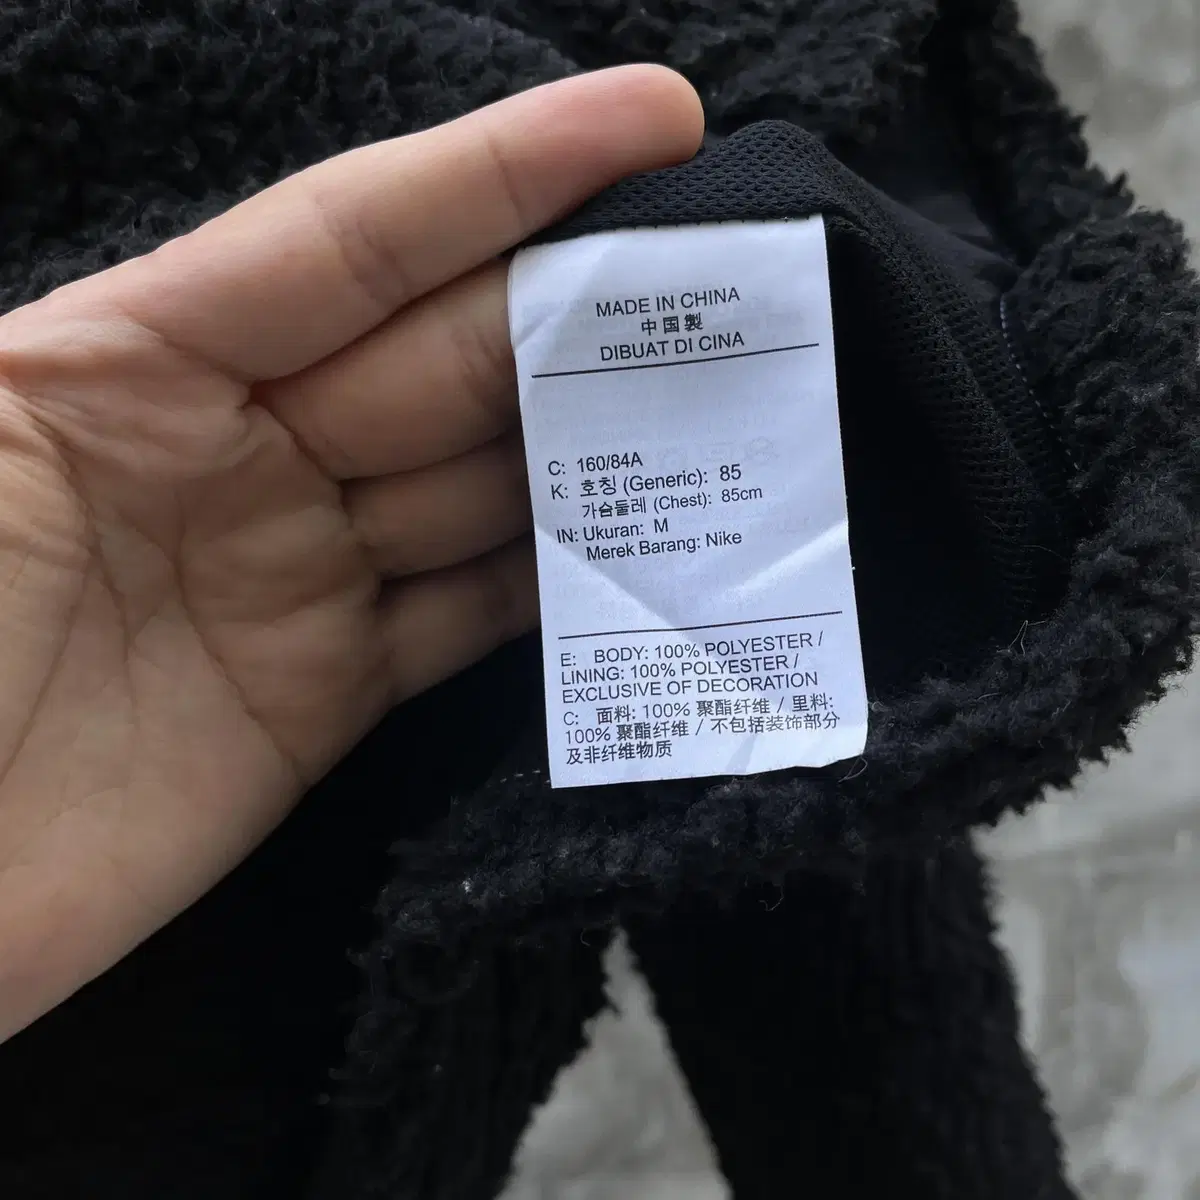 MADE IN CHINA
中国製
DIBUAT DI CINA
C: 160/84A
K: 호칭 (Generic): 85
가슴둘레 (Chest): 85cm
IN: Ukuran: M
Merek Barang: Nike
E: BODY: 100% POLYESTER /
LINING: 100% POLYESTER /
EXCLUSIVE OF DECORATION
C: 面料: 100% 聚酯纤维 / 里料:
100% 聚酯纤维 / 不包括装饰部分
及非纤维物质